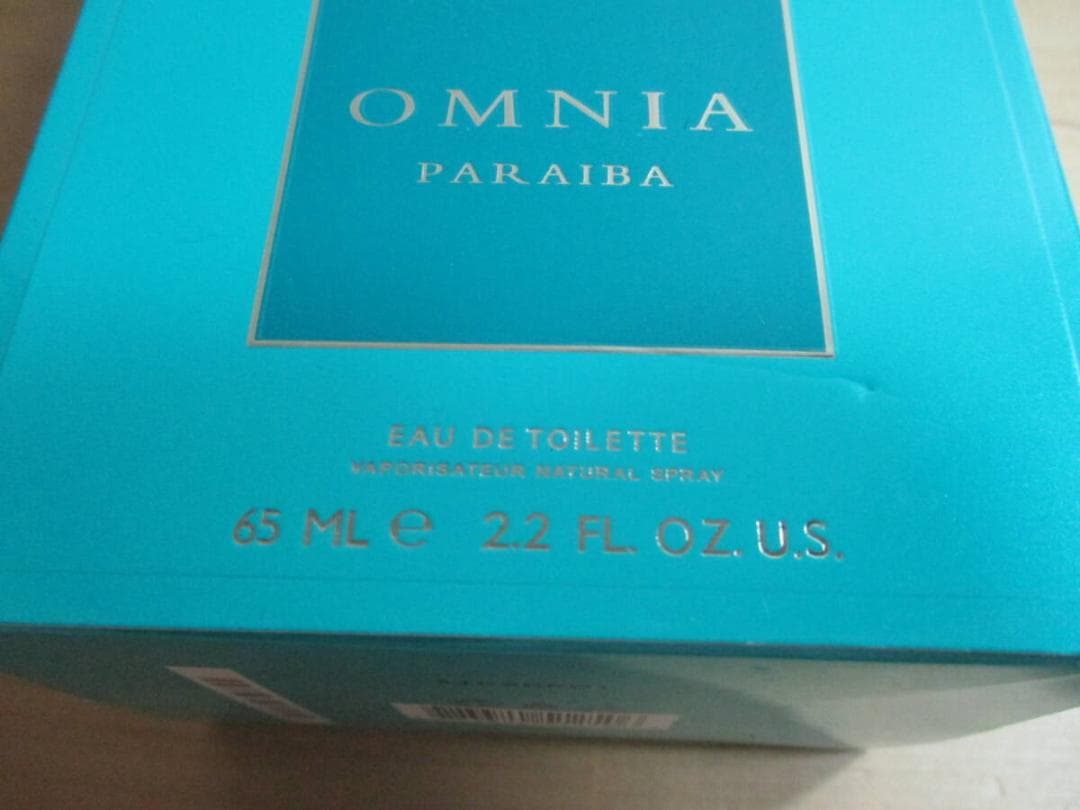 OMNIA
PARAIBA
EAU DE TOILETTE
VAPORISATEUR NATURAL SPRAY
65 ML ℮ 2.2 FL. OZ. U.S.